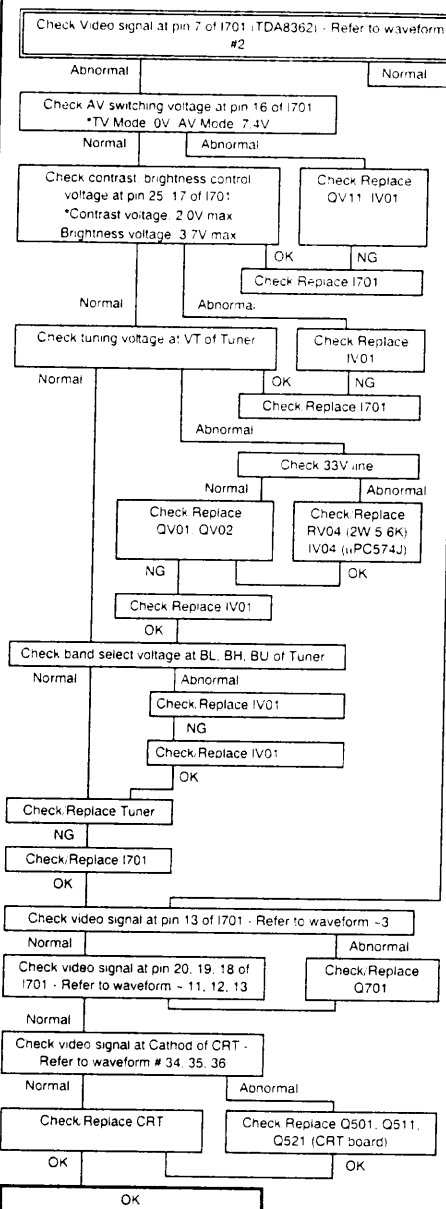 Check Video signal at pin 7 of I701 (TDA8362) - Refer to waveform
#2
Abnormal
Normal
Check AV switching voltage at pin 16 of I701
*TV Mode 0V AV Mode 7.4V
Normal
Abnormal
Check contrast brightness control
voltage at pin 25 17 of I701
*Contrast voltage 2.0V max
Brightness voltage 3.7V max
Check Replace
QV11 IV01
OK
NG
Check Replace I701
Normal
Abnormal
Check tuning voltage at VT of Tuner
Check Replace
IV01
Normal
OK
NG
Check Replace I701
Abnormal
Check 33V line
Normal
Abnormal
Check Replace
QV01 QV02
Check Replace
RV04 (2W 5.6K)
IV04 (µPC574J)
NG
OK
Check Replace IV01
OK
Check band select voltage at BL, BH, BU of Tuner
Normal
Abnormal
Check Replace IV01
NG
Check Replace IV01
OK
Check/Replace Tuner
NG
Check/Replace I701
OK
Check video signal at pin 13 of I701 - Refer to waveform ~3
Normal
Abnormal
Check video signal at pin 20, 19, 18 of
I701 - Refer to waveform ~ 11, 12, 13
Check/Replace
Q701
Normal
Check video signal at Cathod of CRT -
Refer to waveform # 34, 35, 36
Normal
Abnormal
Check Replace CRT
Check Replace Q501, Q511,
Q521 (CRT board)
OK
OK
OK